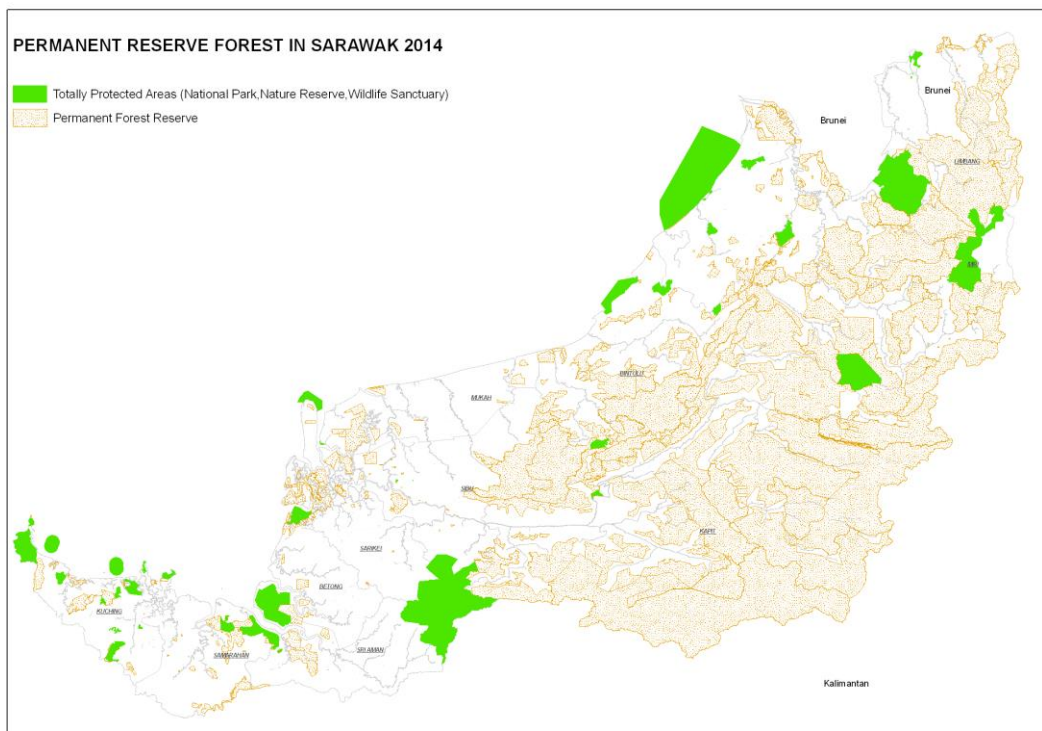 PERMANENT RESERVE FOREST IN SARAWAK 2014
Totally Protected Areas (National Park,Nature Reserve,Wildlife Sanctuary)
Permanent Forest Reserve
Brunei
Brunei
LIMBANG
MIRI
BINTULU
MUKAH
SIBU
KAPIT
SARIKEI
BETONG
KUCHING
SAMARAHAN
SRI AMAN
Kalimantan